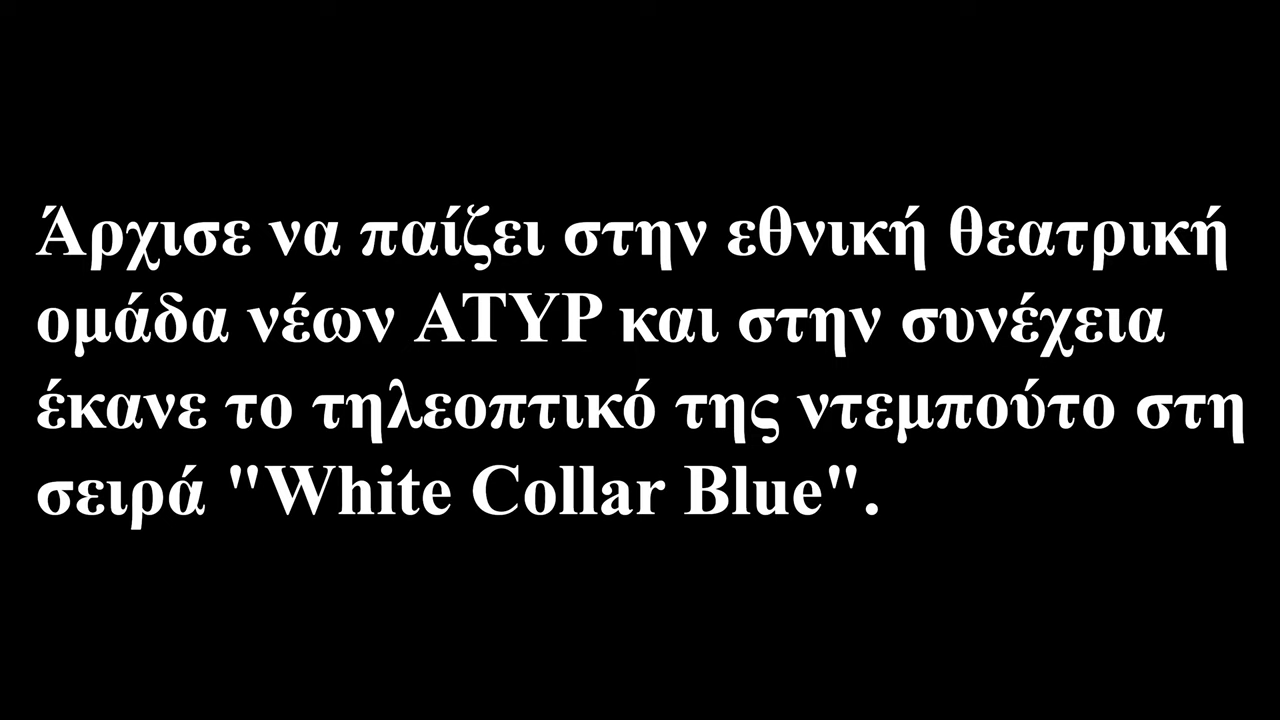 Άρχισε να παίζει στην εθνική θεατρική
ομάδα νέων ATYP και στην συνέχεια
έκανε το τηλεοπτικό της ντεμπούτο στη
σειρά "White Collar Blue".